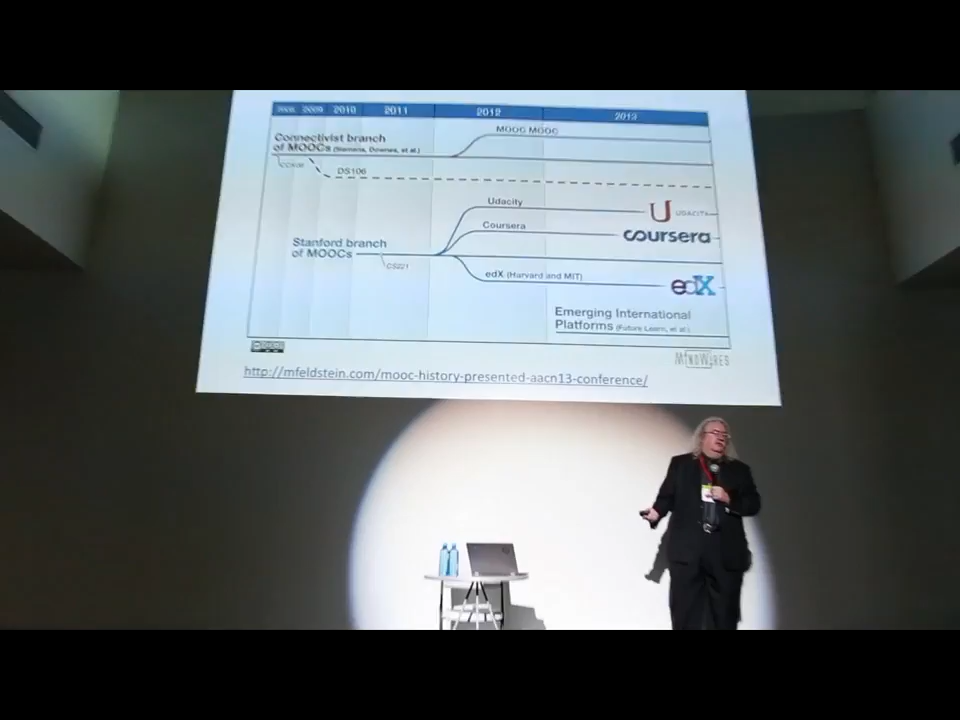 2009 2010 2011 2012 2013
MOOC MOOC
Connectivist branch
of MOOCs (Siemens, Downes, et al.)
DS106
Udacity
UDACITY
Coursera
coursera
Stanford branch
of MOOCs
CS221
edX (Harvard and MIT)
edX
Emerging International
Platforms (Future Learn, et al.)
MINDWIRES
http://mfeldstein.com/mooc-history-presented-aacn13-conference/